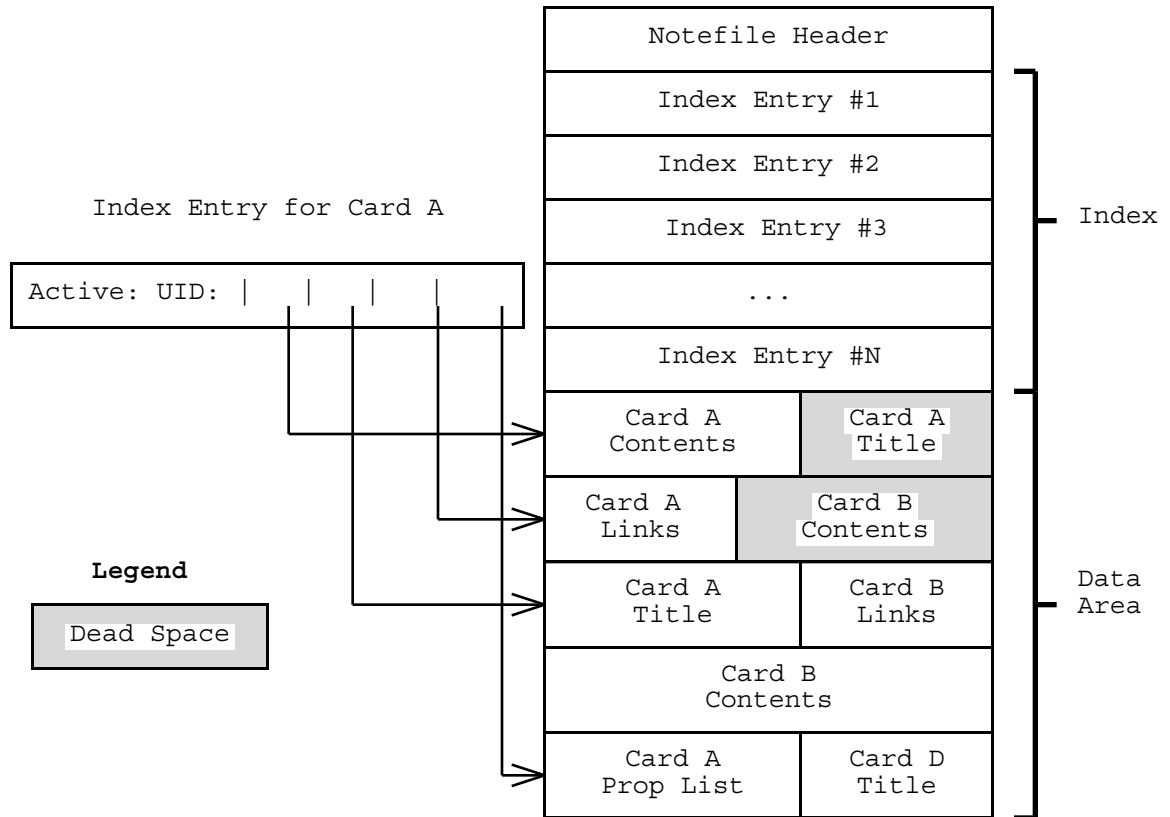 Notefile Header
Index Entry #1
Index Entry #2
Index Entry #3
...
Index Entry #N
Index
Index Entry for Card A
Active: UID: | | | |
Card A
Contents
Card A
Title
Card A
Links
Card B
Contents
Card A
Title
Card B
Links
Card B
Contents
Card A
Prop List
Card D
Title
Data
Area
Legend
Dead Space